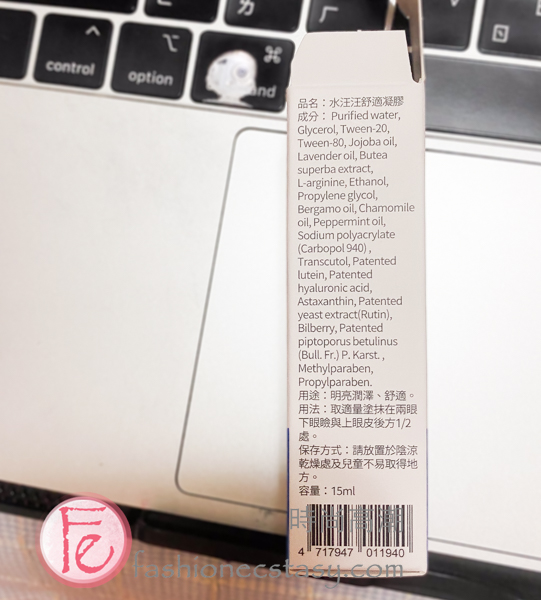 ㄅ
ㄏ
control
option
⌘
and
品名：水汪汪舒適凝膠
成分： Purified water,
Glycerol, Tween-20,
Tween-80, Jojoba oil,
Lavender oil, Butea
superba extract,
L-arginine, Ethanol,
Propylene glycol,
Bergamo oil, Chamomile
oil, Peppermint oil,
Sodium polyacrylate
(Carbopol 940) ,
Transcutol, Patented
lutein, Patented
hyaluronic acid,
Astaxanthin, Patented
yeast extract(Rutin),
Bilberry, Patented
piptoporus betulinus
(Bull. Fr.) P. Karst. ,
Methylparaben,
Propylparaben.
用途：明亮潤澤、舒適。
用法：取適量塗抹在兩眼
下眼瞼與上眼皮後方1/2
處。
保存方式：請放置於陰涼
乾燥處及兒童不易取得地
方。
容量：15ml
4 717947 011940
Fe
fashionecstacy.com